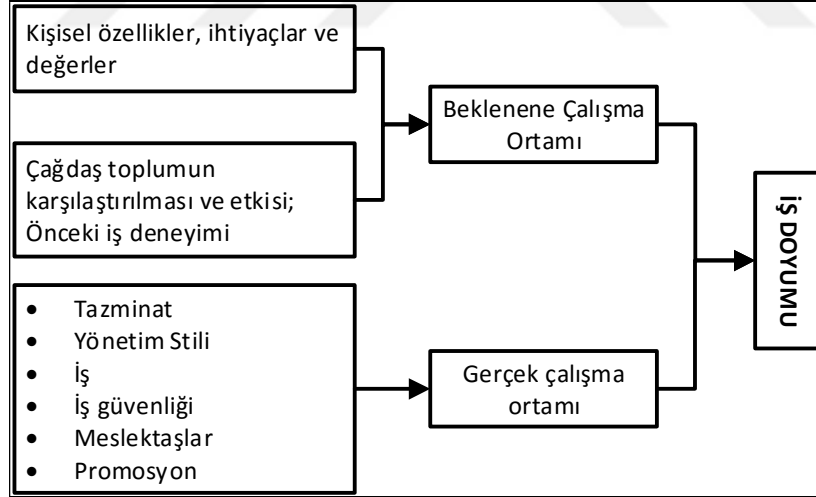 Kişisel özellikler, ihtiyaçlar ve
değerler
Çağdaş toplumun
karşılaştırılması ve etkisi;
Önceki iş deneyimi
• Tazminat
• Yönetim Stili
• İş
• İş güvenliği
• Meslektaşlar
• Promosyon
Beklenene Çalışma
Ortamı
Gerçek çalışma
ortamı
İŞ DOYUMU